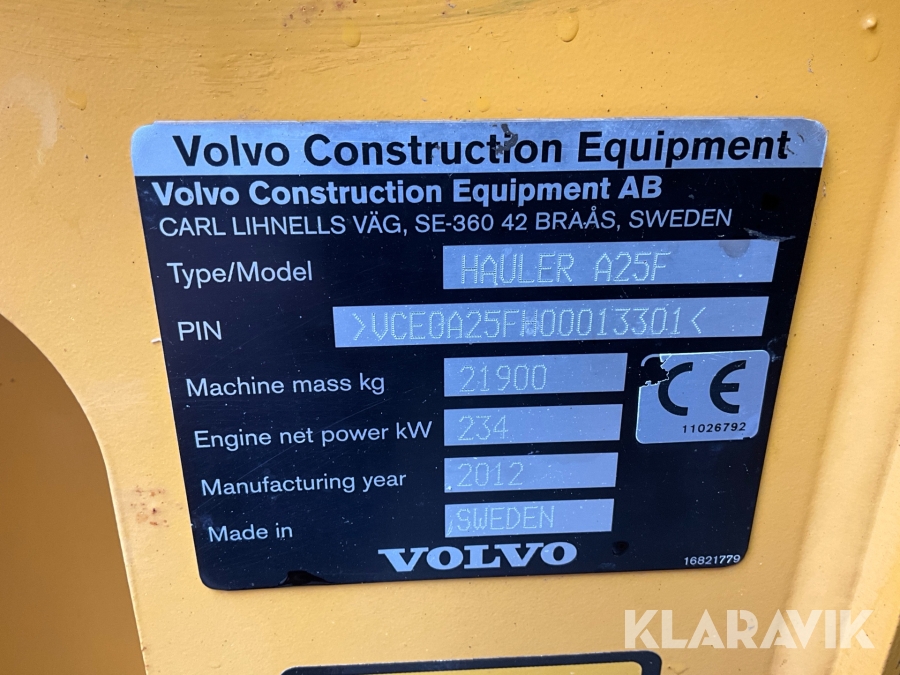 Volvo Construction Equipment
Volvo Construction Equipment AB
CARL LIHNELLS VÄG, SE-360 42 BRAÅS, SWEDEN
Type/Model HAULER A25F
PIN >VCE0A25FW00013301<
Machine mass kg 21900
CE
11026792
Engine net power kW 234
Manufacturing year 2012
Made in SWEDEN
VOLVO
16821779
KLARAVIK